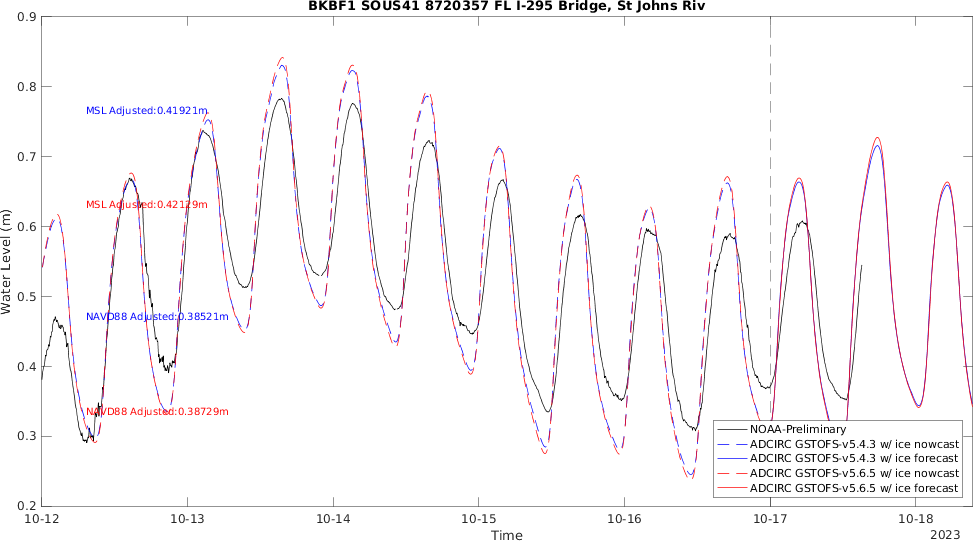 BKBF1 SOUS41 8720357 FL I-295 Bridge, St Johns Riv
Water Level (m)
0.9
0.8
0.7
0.6
0.5
0.4
0.3
0.2
MSL Adjusted:0.41921m
MSL Adjusted:0.42129m
NAVD88 Adjusted:0.38521m
NAVD88 Adjusted:0.38729m
NOAA-Preliminary
ADCIRC GSTOFS-v5.4.3 w/ ice nowcast
ADCIRC GSTOFS-v5.4.3 w/ ice forecast
ADCIRC GSTOFS-v5.6.5 w/ ice nowcast
ADCIRC GSTOFS-v5.6.5 w/ ice forecast
10-12 10-13 10-14 10-15 10-16 10-17 10-18
Time
2023